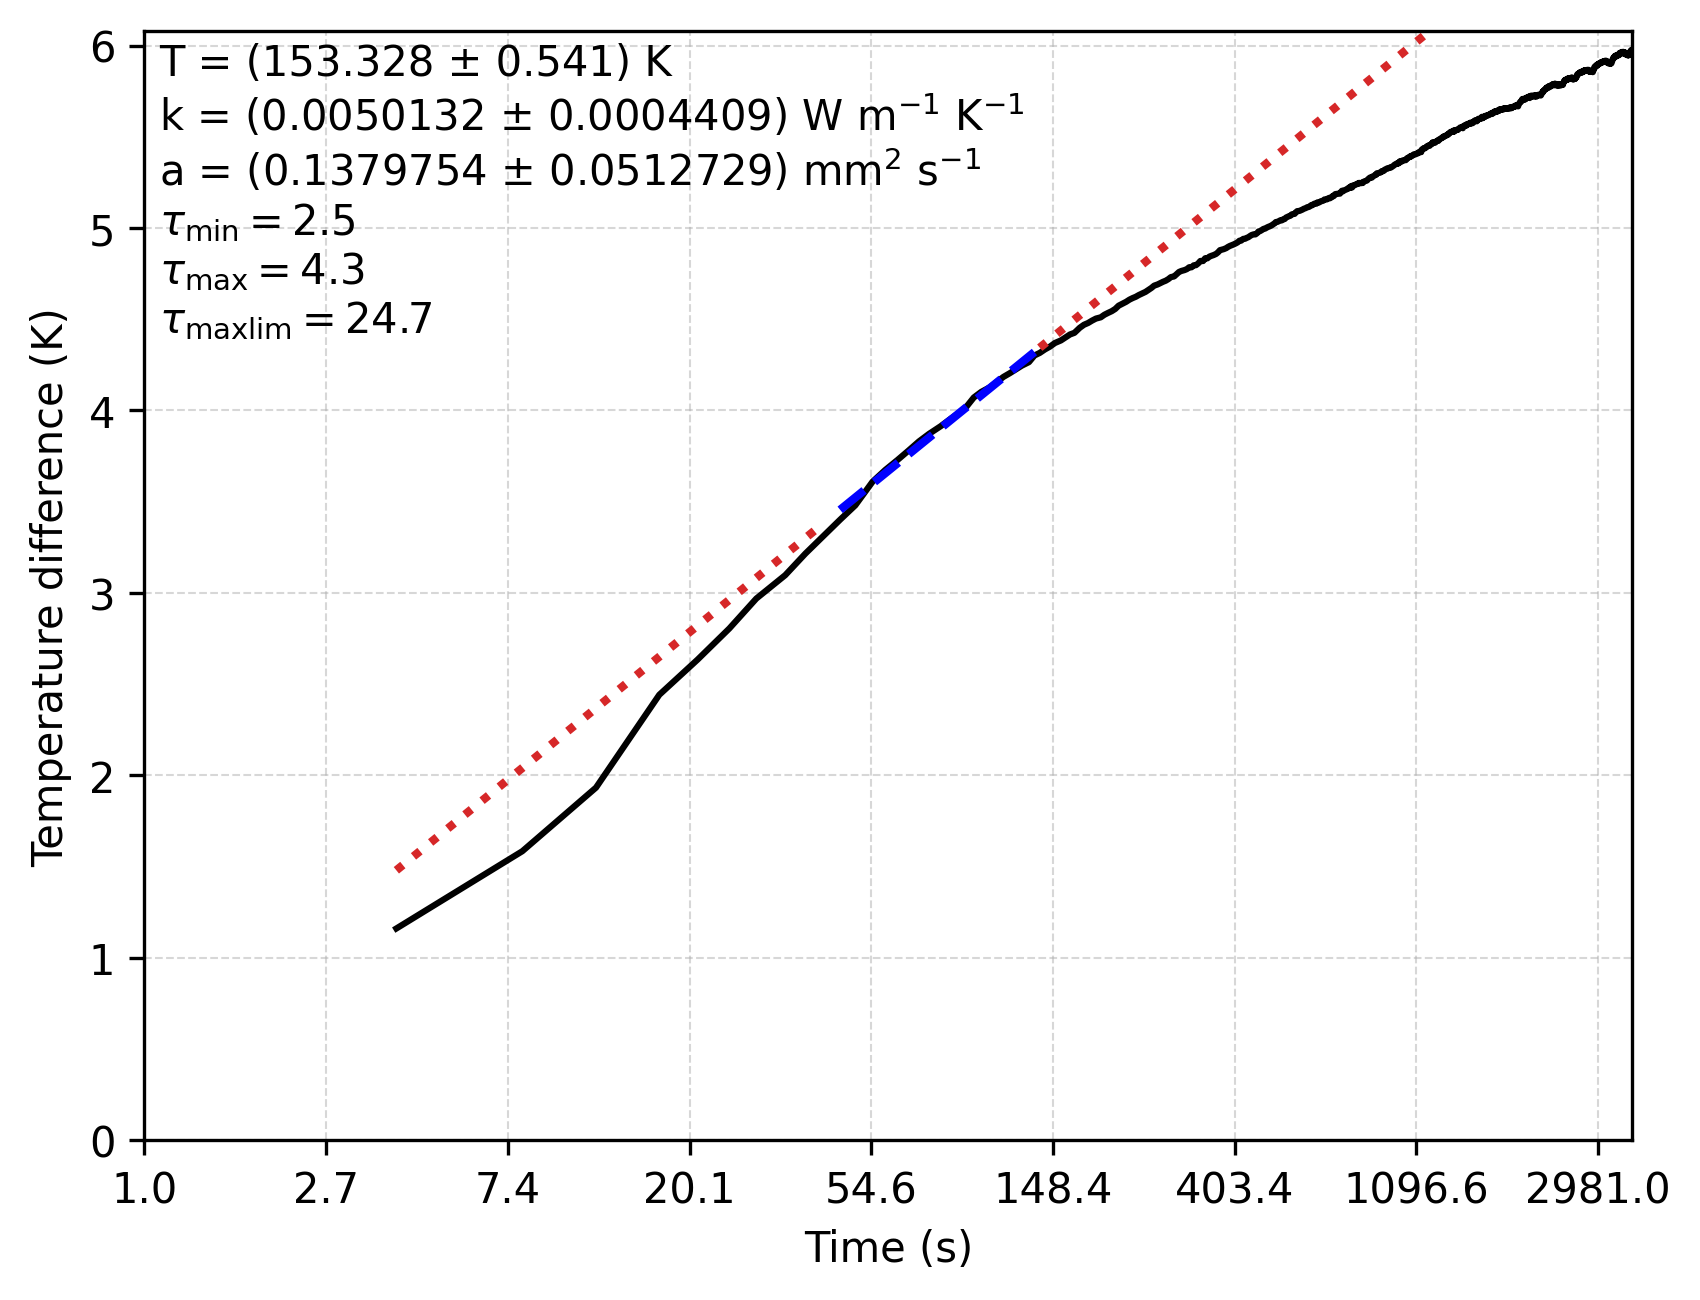 T = (153.328 ± 0.541) K
k = (0.0050132 ± 0.0004409) W m⁻¹ K⁻¹
a = (0.1379754 ± 0.0512729) mm² s⁻¹
τmin = 2.5
τmax = 4.3
τmaxlim = 24.7
Temperature difference (K)
6
5
4
3
2
1
0
1.0 2.7 7.4 20.1 54.6 148.4 403.4 1096.6 2981.0
Time (s)